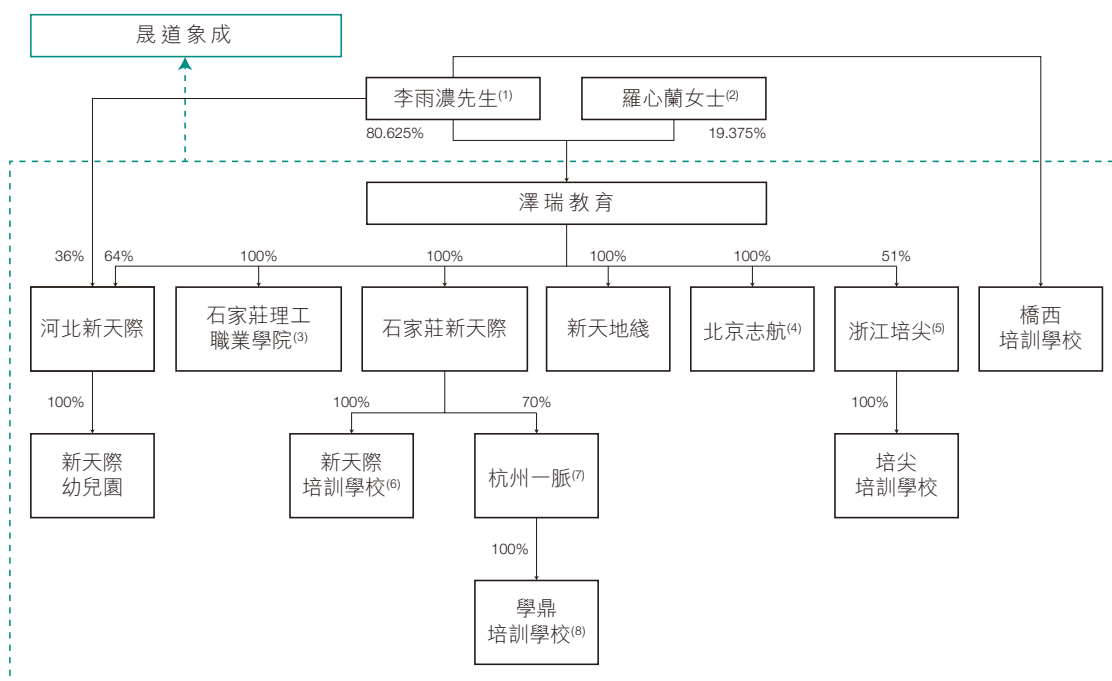 晟道象成
李雨濃先生(1)
羅心蘭女士(2)
80.625%
19.375%
澤瑞教育
36%
64%
100%
100%
100%
100%
51%
河北新天際
石家莊理工
職業學院(3)
石家莊新天際
新天地綫
北京志航(4)
浙江培尖(5)
橋西
培訓學校
100%
100%
70%
100%
新天際
幼兒園
新天際
培訓學校(6)
杭州一脈(7)
培尖
培訓學校
100%
學鼎
培訓學校(8)